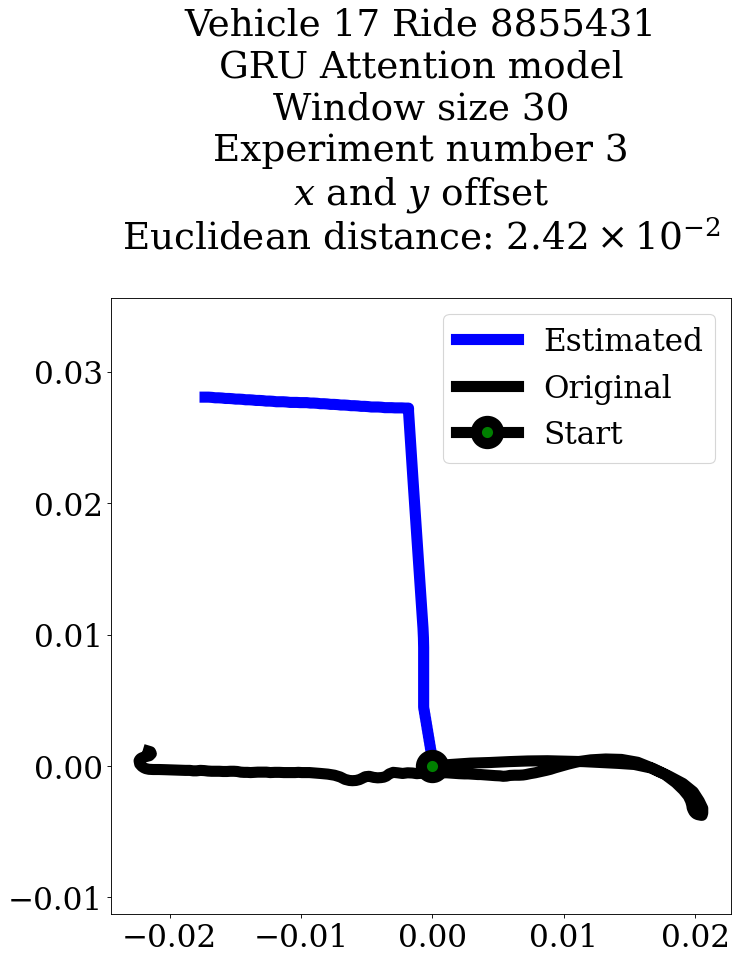 Vehicle 17 Ride 8855431
GRU Attention model
Window size 30
Experiment number 3
x and y offset
Euclidean distance: 2.42 × 10⁻²
Estimated
Original
Start
0.03
0.02
0.01
0.00
−0.01
−0.02
−0.01
0.00
0.01
0.02